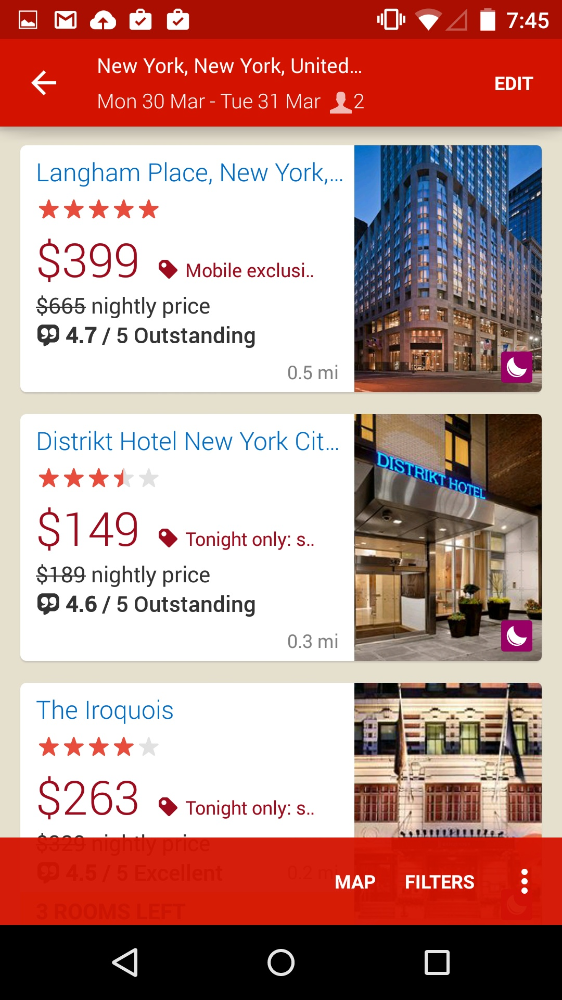 7:45
New York, New York, United...
Mon 30 Mar - Tue 31 Mar 2
EDIT
Langham Place, New York,...
$399 Mobile exclusi..
$665 nightly price
4.7 / 5 Outstanding
0.5 mi
Distrikt Hotel New York Cit...
DISTRIKT HOTEL
$149 Tonight only: s..
$189 nightly price
4.6 / 5 Outstanding
0.3 mi
The Iroquois
$263 Tonight only: s..
$329 nightly price
4.5 / 5 Excellent
0.2 mi
MAP FILTERS
3 ROOMS LEFT